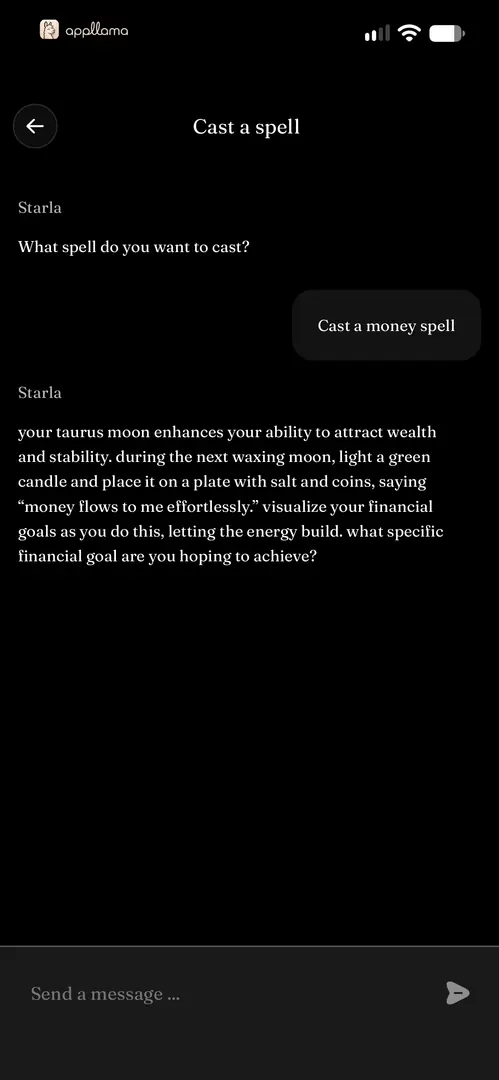 appllama
Cast a spell
Starla
What spell do you want to cast?
Cast a money spell
Starla
your taurus moon enhances your ability to attract wealth
and stability. during the next waxing moon, light a green
candle and place it on a plate with salt and coins, saying
“money flows to me effortlessly.” visualize your financial
goals as you do this, letting the energy build. what specific
financial goal are you hoping to achieve?
Send a message ...